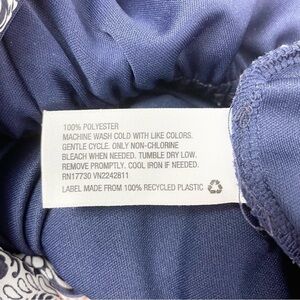 100% POLYESTER
MACHINE WASH COLD WITH LIKE COLORS.
GENTLE CYCLE. ONLY NON-CHLORINE
BLEACH WHEN NEEDED. TUMBLE DRY LOW.
REMOVE PROMPTLY. COOL IRON IF NEEDED.
RN17730 VN2242811
LABEL MADE FROM 100% RECYCLED PLASTIC